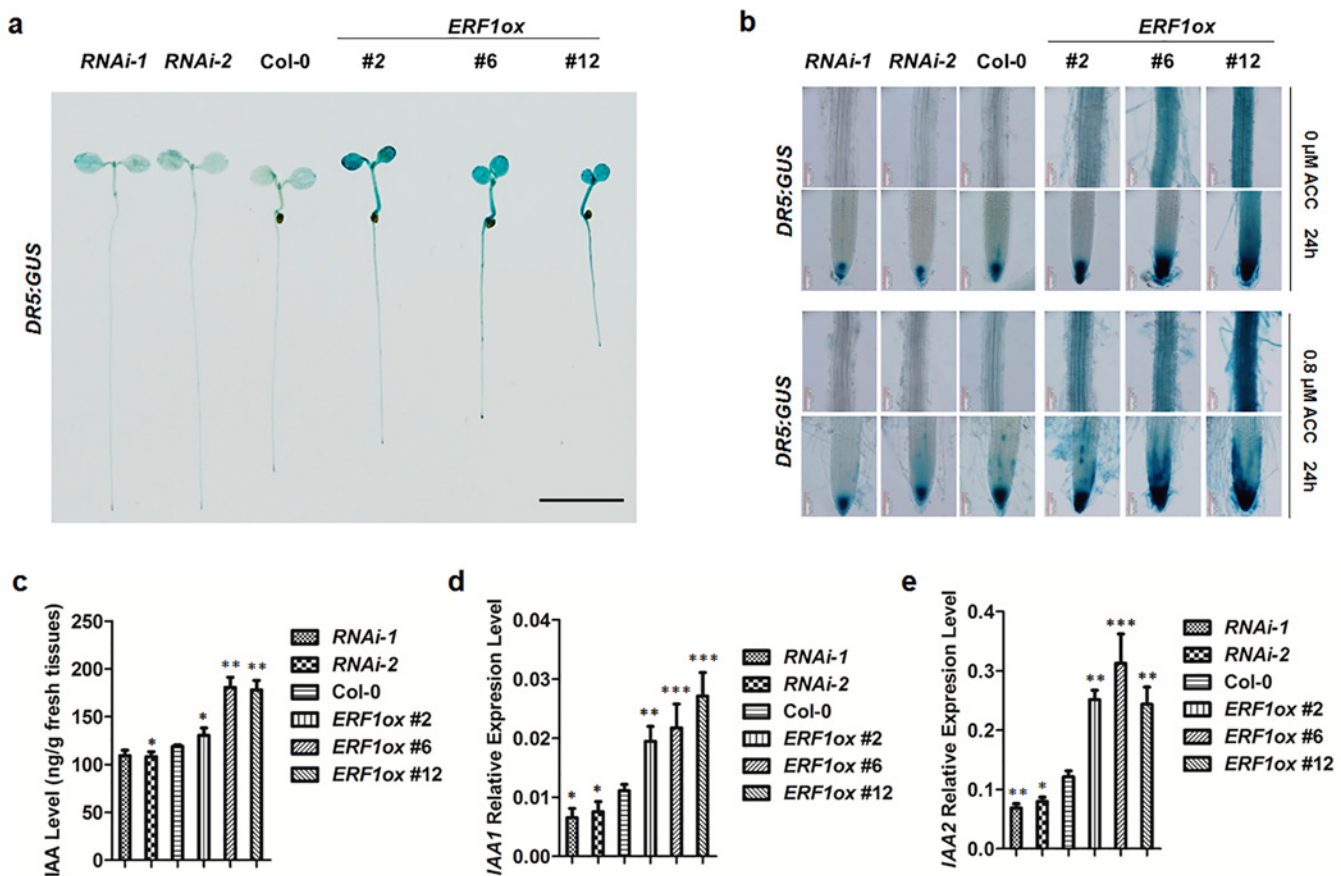 a
ERF1ox
RNAi-1 RNAi-2 Col-0 #2 #6 #12
DR5:GUS
b
ERF1ox
RNAi-1 RNAi-2 Col-0 #2 #6 #12
DR5:GUS
0 µM ACC 24h
DR5:GUS
0.8 µM ACC 24h
c
IAA Level (ng/g fresh tissues)
250
200
150
100
50
0
* * ** **
RNAi-1
RNAi-2
Col-0
ERF1ox #2
ERF1ox #6
ERF1ox #12
d
IAA1 Relative Expresion Level
0.04
0.03
0.02
0.01
0.00
* * ** *** ***
RNAi-1
RNAi-2
Col-0
ERF1ox #2
ERF1ox #6
ERF1ox #12
e
IAA2 Relative Expresion Level
0.4
0.3
0.2
0.1
0.0
** * ** *** **
RNAi-1
RNAi-2
Col-0
ERF1ox #2
ERF1ox #6
ERF1ox #12